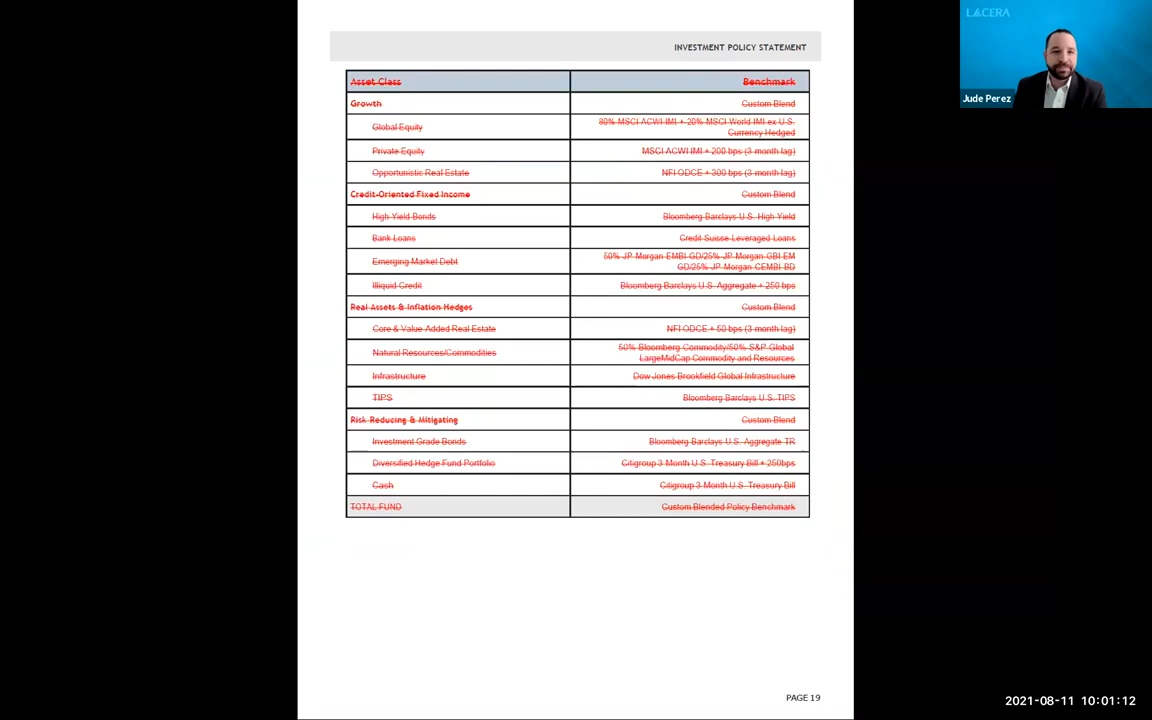 LACERA
Jude Perez
INVESTMENT POLICY STATEMENT
Asset Class Benchmark
Growth Custom Blend
Global Equity 80% MSCI ACWI IMI + 20% MSCI World IMI ex U.S.
Currency Hedged
Private Equity MSCI ACWI IMI + 200 bps (3 month lag)
Opportunistic Real Estate NFI ODCE + 300 bps (3 month lag)
Credit-Oriented Fixed Income Custom Blend
High Yield Bonds Bloomberg Barclays U.S. High Yield
Bank Loans Credit Suisse Leveraged Loans
Emerging Market Debt 50% JP Morgan EMBI GD/25% JP Morgan GBI EM
GD/25% JP Morgan CEMBI BD
Illiquid Credit Bloomberg Barclays U.S. Aggregate + 250 bps
Real Assets & Inflation Hedges Custom Blend
Core & Value Added Real Estate NFI ODCE + 50 bps (3 month lag)
Natural Resources/Commodities 50% Bloomberg Commodity/50% S&P Global
LargeMidCap Commodity and Resources
Infrastructure Dow Jones Brookfield Global Infrastructure
TIPS Bloomberg Barclays U.S. TIPS
Risk Reducing & Mitigating Custom Blend
Investment Grade Bonds Bloomberg Barclays U.S. Aggregate TR
Diversified Hedge Fund Portfolio Citigroup 3 Month U.S. Treasury Bill + 250bps
Cash Citigroup 3 Month U.S. Treasury Bill
TOTAL FUND Custom Blended Policy Benchmark
PAGE 19
2021-08-11 10:01:12